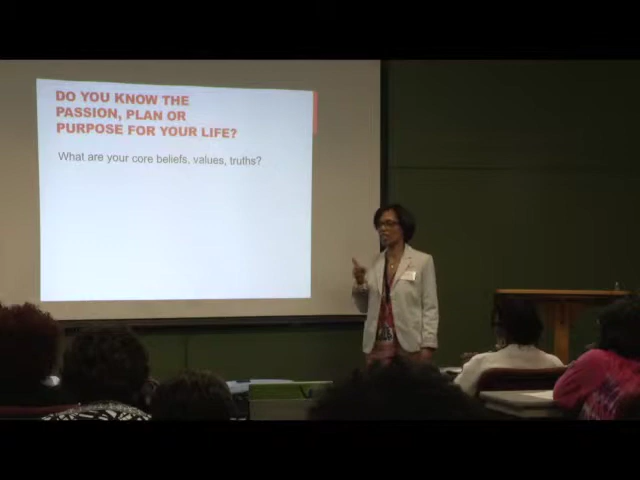 DO YOU KNOW THE
PASSION, PLAN OR
PURPOSE FOR YOUR LIFE?
What are your core beliefs, values, truths?